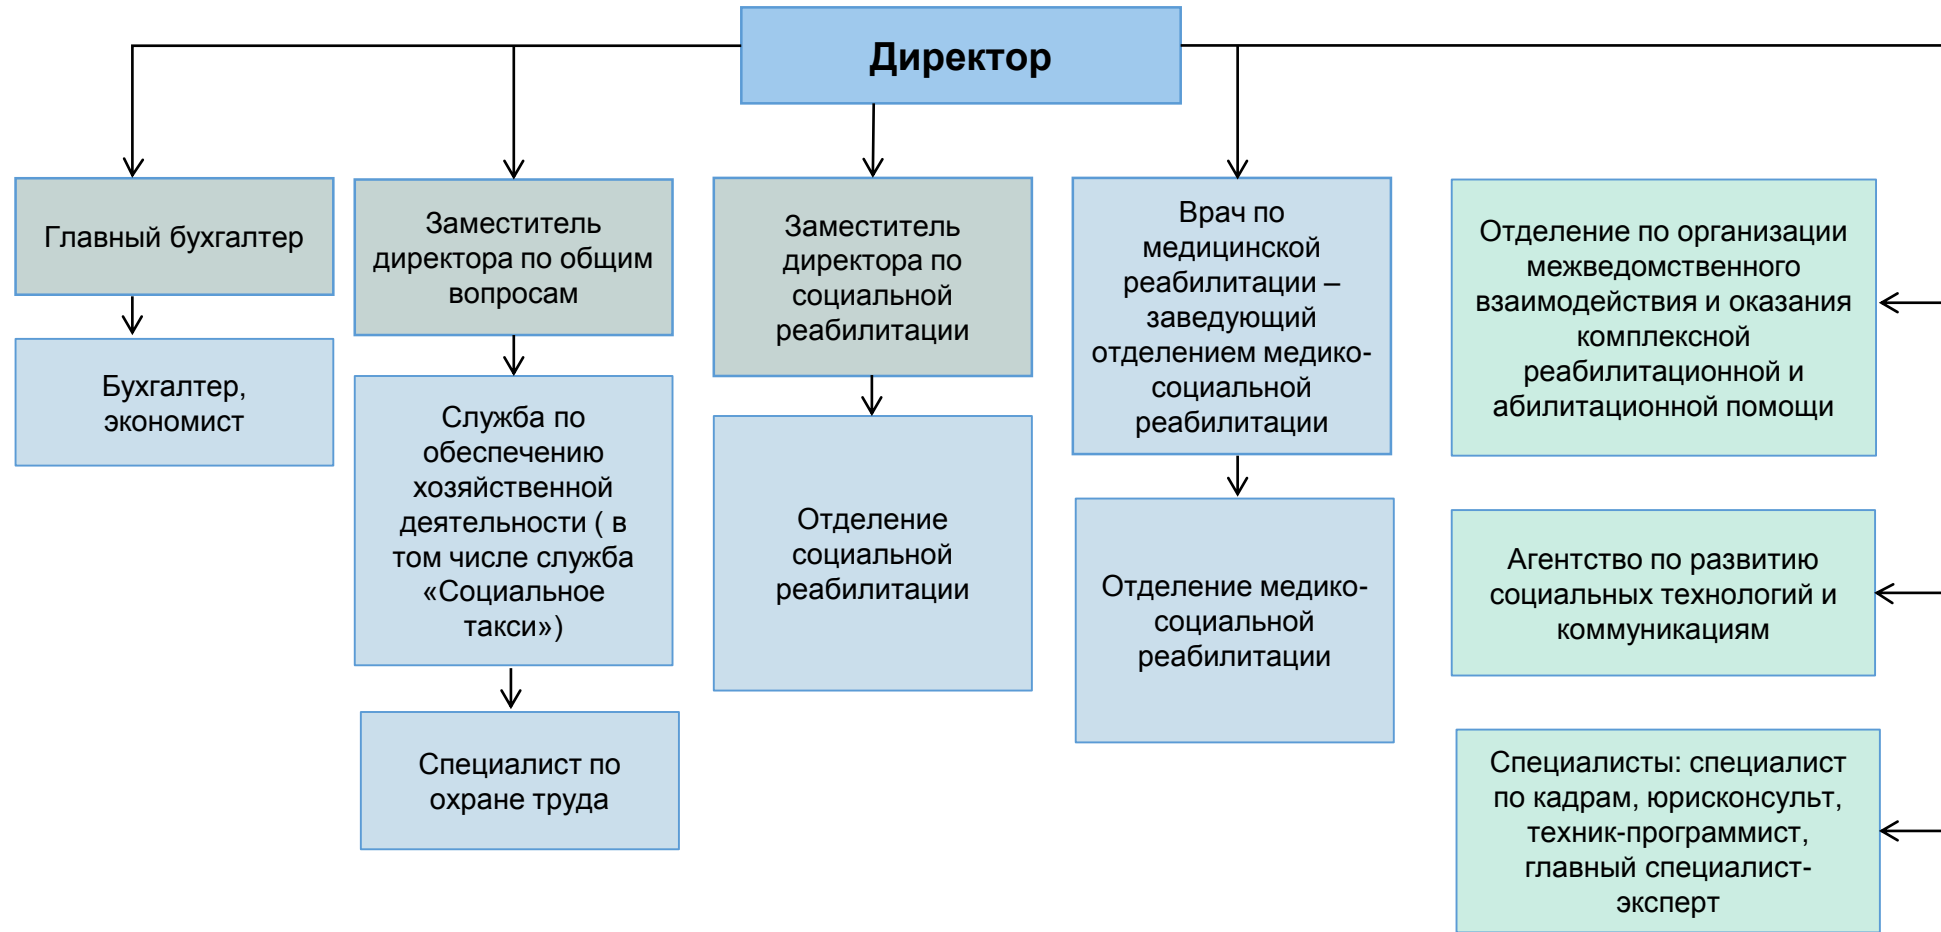 Директор
Главный бухгалтер
Бухгалтер,
экономист
Заместитель
директора по общим
вопросам
Служба по
обеспечению
хозяйственной
деятельности ( в
том числе служба
«Социальное
такси»)
Специалист по
охране труда
Заместитель
директора по
социальной
реабилитации
Отделение
социальной
реабилитации
Врач по
медицинской
реабилитации –
заведующий
отделением медико-
социальной
реабилитации
Отделение медико-
социальной
реабилитации
Отделение по организации
межведомственного
взаимодействия и оказания
комплексной
реабилитационной и
абилитационной помощи
Агентство по развитию
социальных технологий и
коммуникациям
Специалисты: специалист
по кадрам, юрисконсульт,
техник-программист,
главный специалист-
эксперт